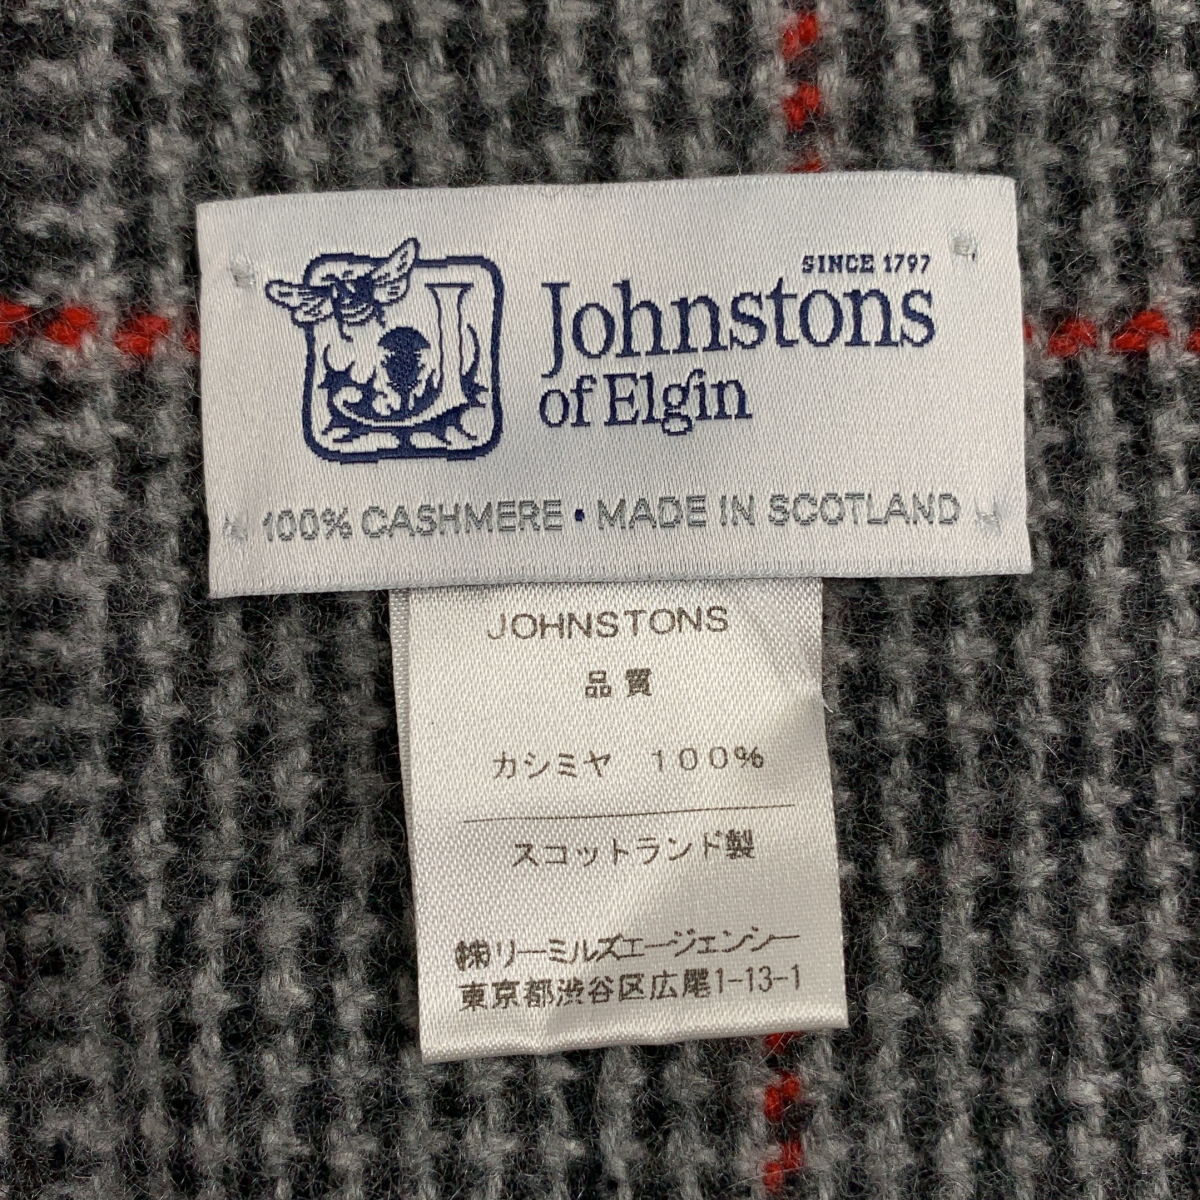 SINCE 1797
Johnstons
of Elgin
100% CASHMERE • MADE IN SCOTLAND
JOHNSTONS
品質
カシミヤ 100%
スコットランド製
㈱リーミルズエージェンシー
東京都渋谷区広尾1-13-1